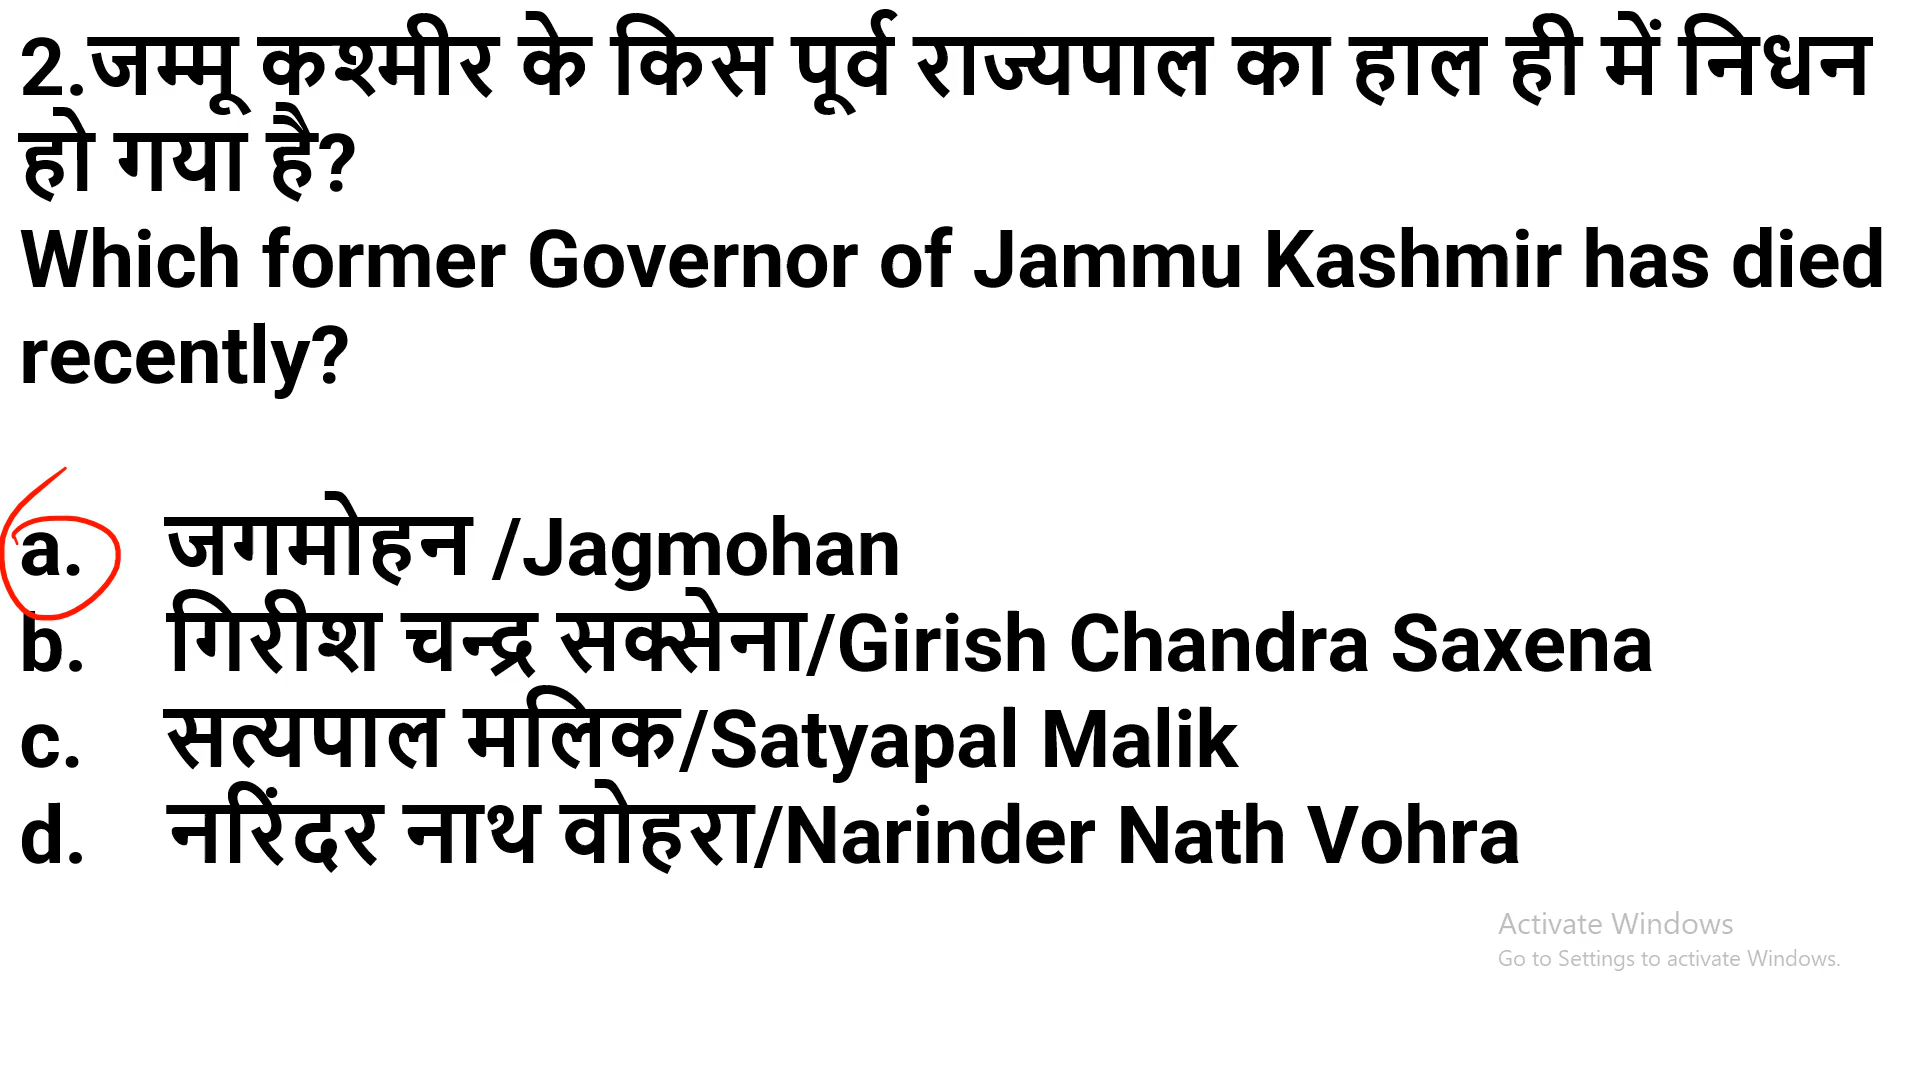 2.जम्मू कश्मीर के किस पूर्व राज्यपाल का हाल ही में निधन
हो गया है?
Which former Governor of Jammu Kashmir has died
recently?
a. जगमोहन /Jagmohan
b. गिरीश चन्द्र सक्सेना/Girish Chandra Saxena
c. सत्यपाल मलिक/Satyapal Malik
d. नरिंदर नाथ वोहरा/Narinder Nath Vohra
Activate Windows
Go to Settings to activate Windows.